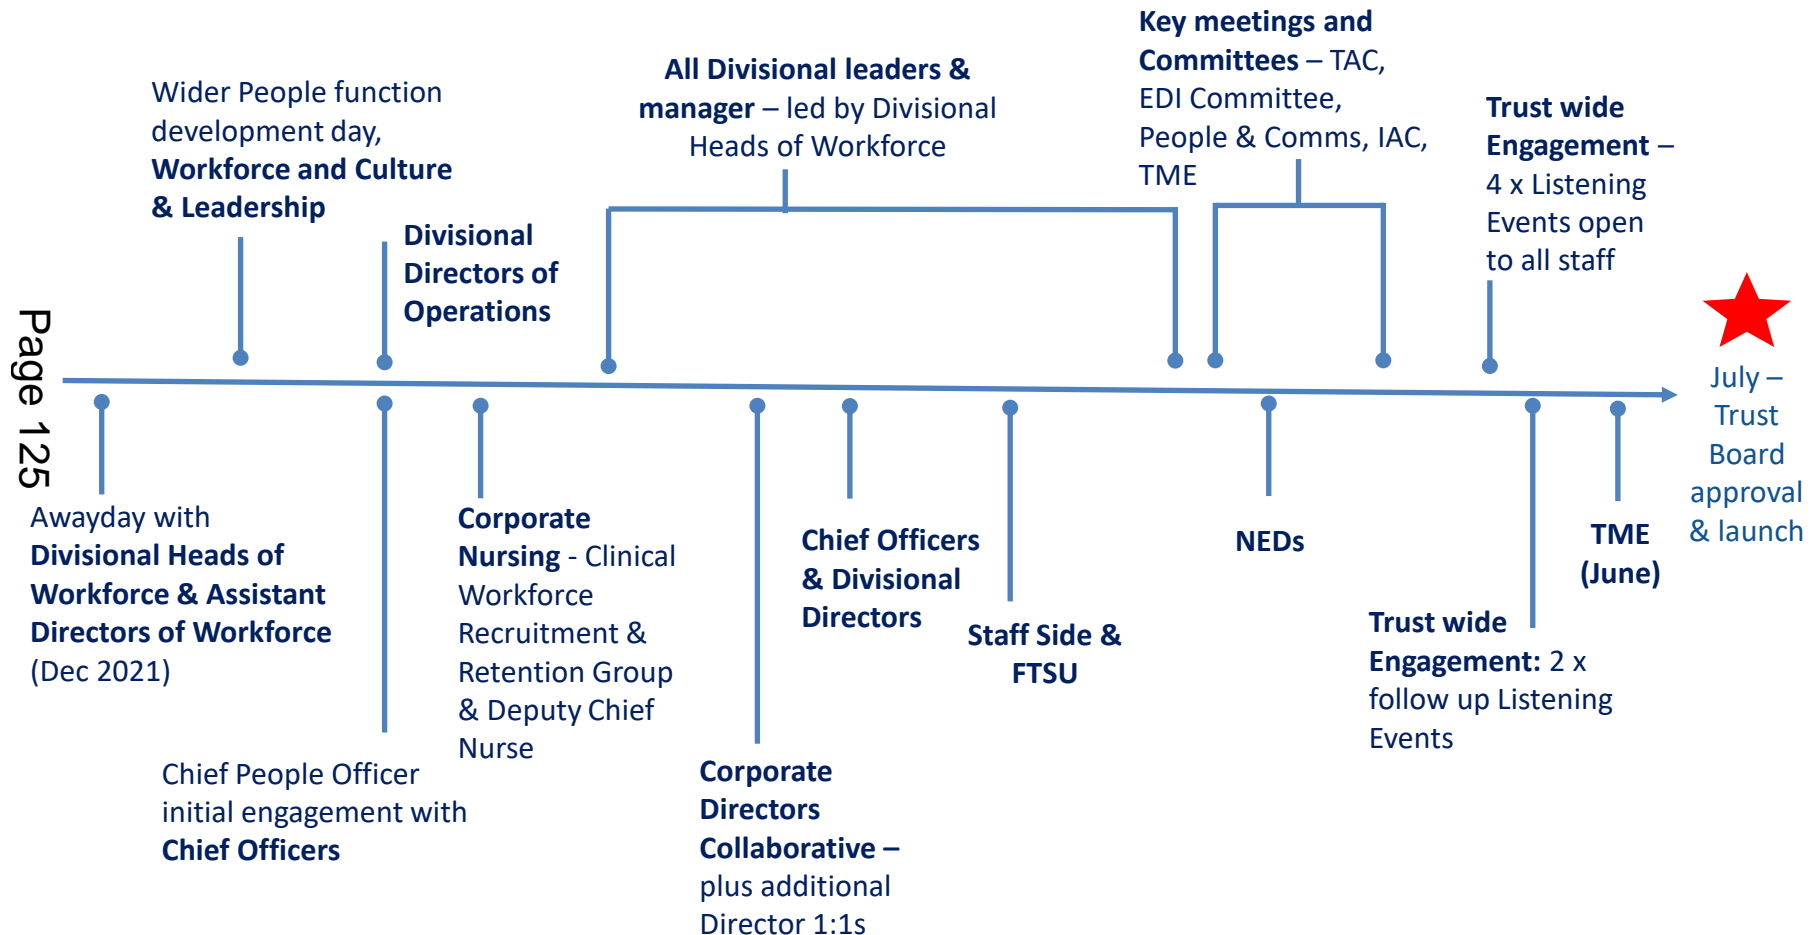 Wider People function
development day,
Workforce and Culture
& Leadership
Divisional
Directors of
Operations
All Divisional leaders &
manager – led by Divisional
Heads of Workforce
Key meetings and
Committees – TAC,
EDI Committee,
People & Comms, IAC,
TME
Trust wide
Engagement –
4 x Listening
Events open
to all staff
Page 125
July –
Trust
Board
approval
& launch
Awayday with
Divisional Heads of
Workforce & Assistant
Directors of Workforce
(Dec 2021)
Chief People Officer
initial engagement with
Chief Officers
Corporate
Nursing - Clinical
Workforce
Recruitment &
Retention Group
& Deputy Chief
Nurse
Corporate
Directors
Collaborative –
plus additional
Director 1:1s
Chief Officers
& Divisional
Directors
Staff Side &
FTSU
NEDs
Trust wide
Engagement: 2 x
follow up Listening
Events
TME
(June)